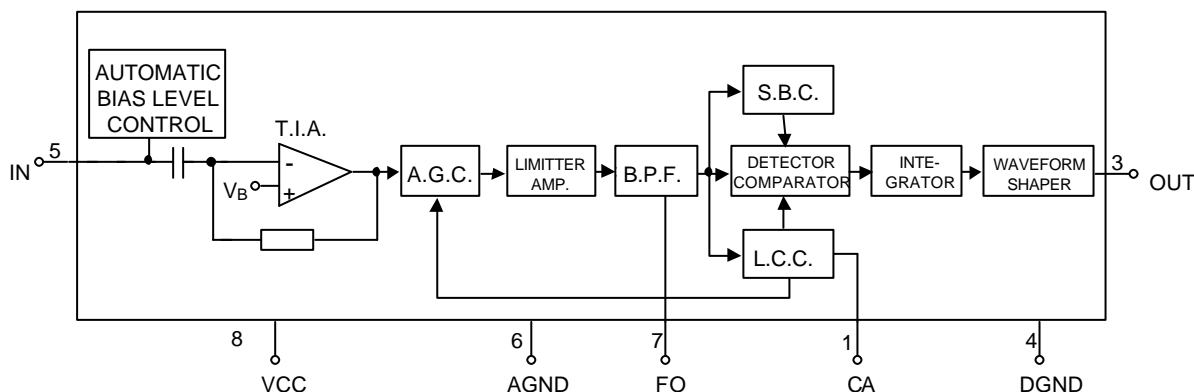 AUTOMATIC
BIAS LEVEL
CONTROL
T.I.A.
S.B.C.
5
IN
-
+
VB
A.G.C.
LIMITTER
AMP.
B.P.F.
DETECTOR
COMPARATOR
INTE-
GRATOR
WAVEFORM
SHAPER
3
OUT
L.C.C.
8
6
7
1
4
VCC
AGND
FO
CA
DGND